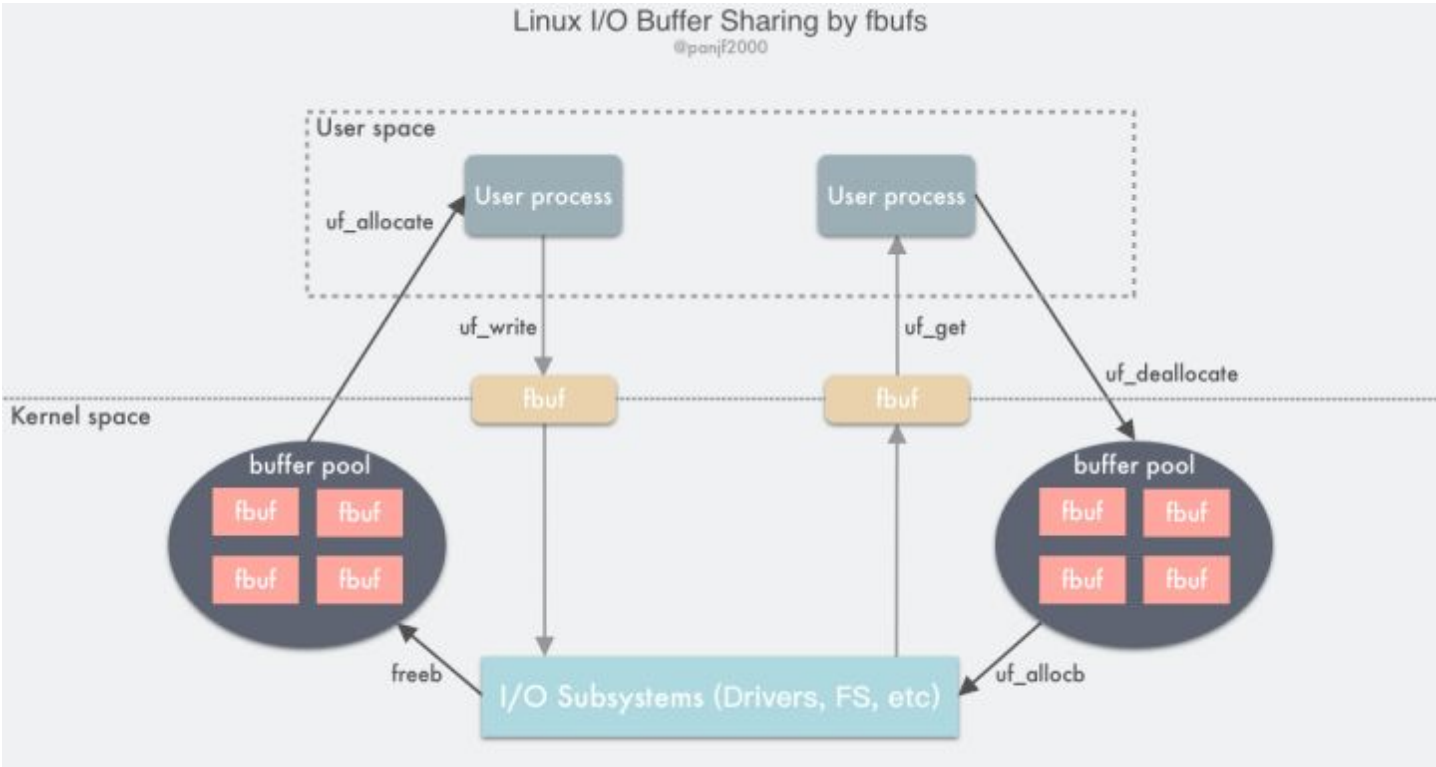 Linux I/O Buffer Sharing by fbufs
@panjf2000
User space
User process
User process
uf_allocate
uf_write
uf_get
uf_deallocate
fbuf
fbuf
Kernel space
buffer pool
fbuf
fbuf
fbuf
fbuf
buffer pool
fbuf
fbuf
fbuf
fbuf
freeb
uf_allocb
I/O Subsystems (Drivers, FS, etc)